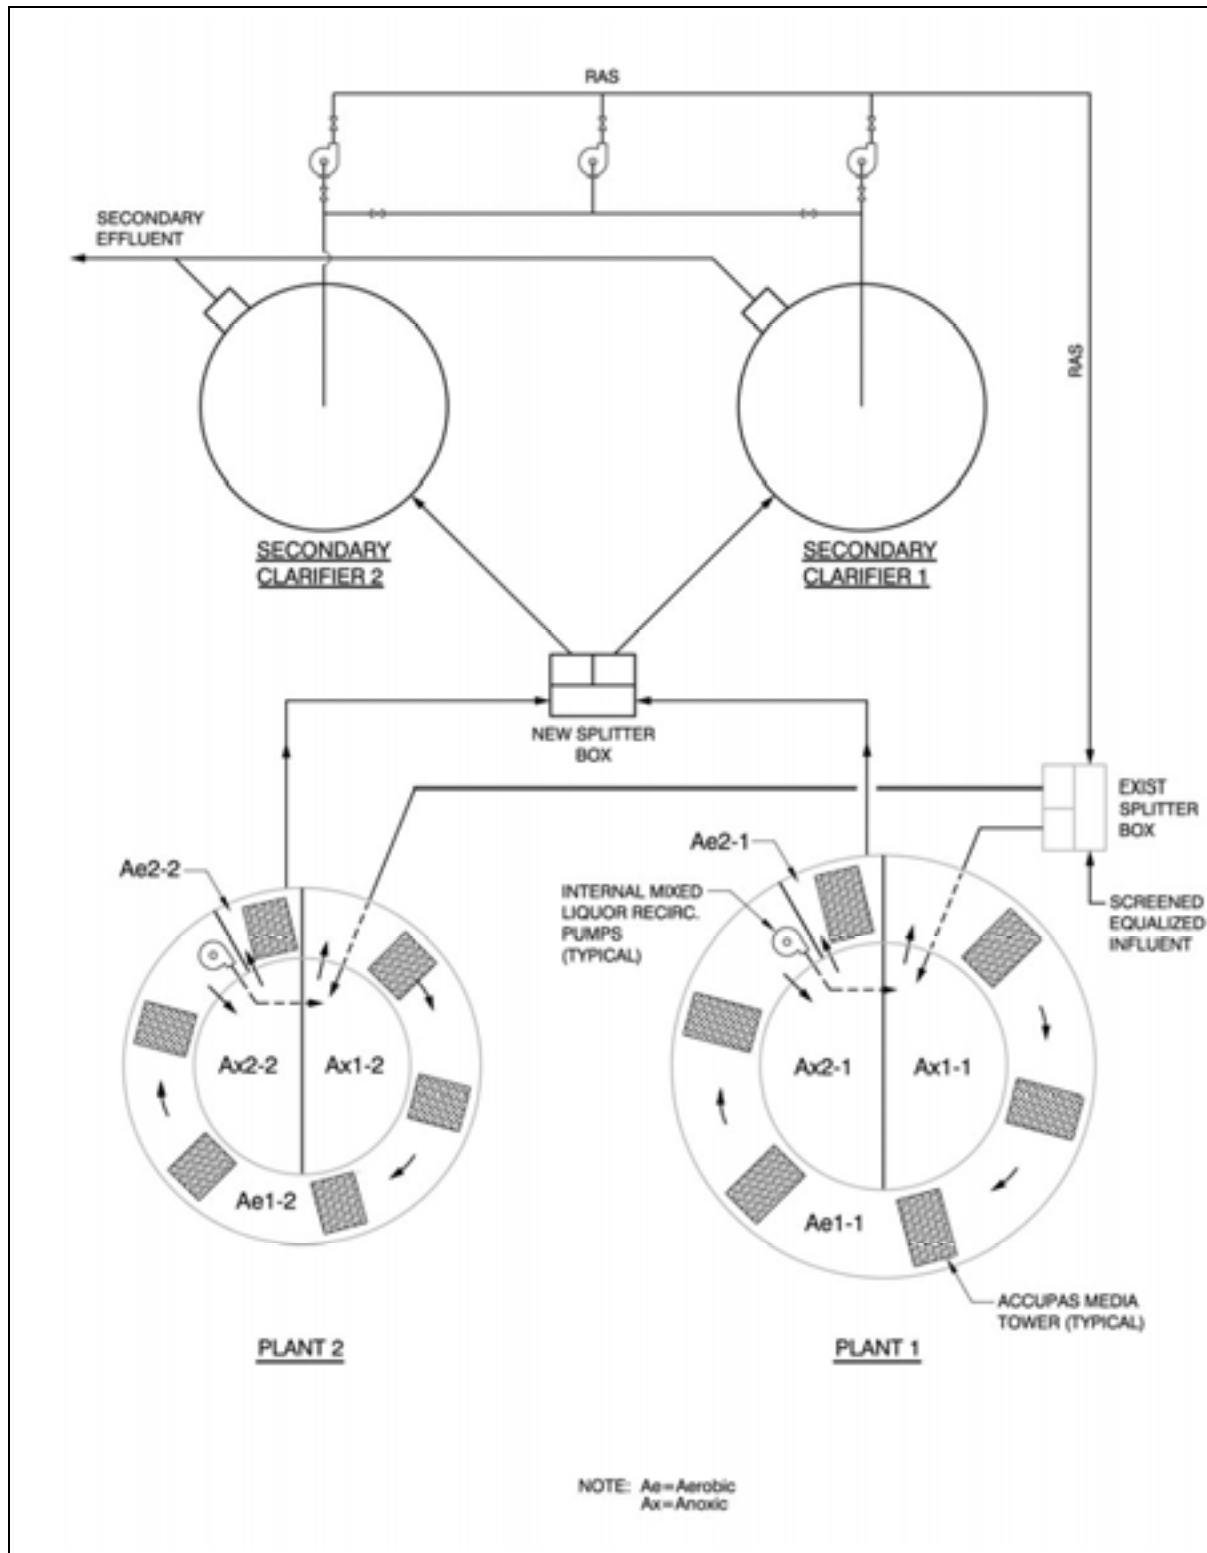 RAS
SECONDARY
EFFLUENT
RAS
SECONDARY
CLARIFIER 2
SECONDARY
CLARIFIER 1
NEW SPLITTER
BOX
EXIST
SPLITTER
BOX
Ae2-1
Ae2-2
INTERNAL MIXED
LIQUOR RECIRC.
PUMPS
(TYPICAL)
SCREENED
EQUALIZED
INFLUENT
Ax2-2
Ax1-2
Ax2-1
Ax1-1
Ae1-2
Ae1-1
ACCUPAS MEDIA
TOWER (TYPICAL)
PLANT 2
PLANT 1
NOTE: Ae=Aerobic
Ax=Anoxic